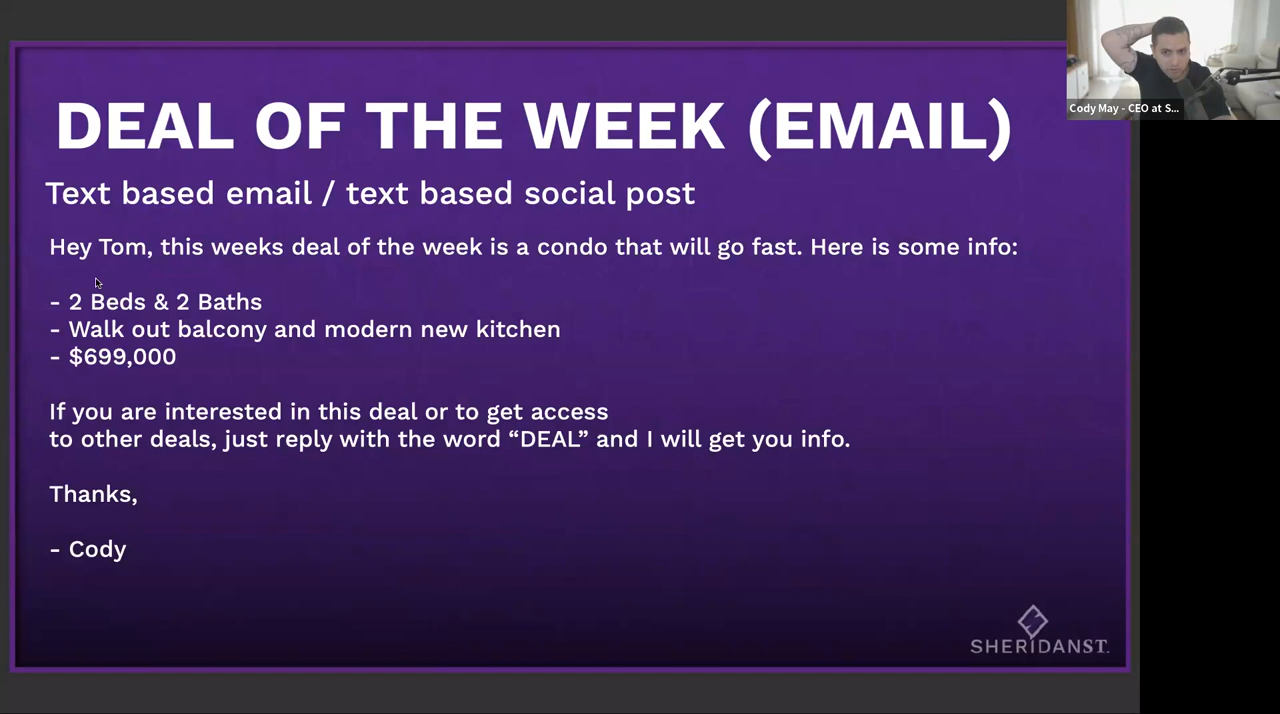 DEAL OF THE WEEK (EMAIL)
Text based email / text based social post
Hey Tom, this weeks deal of the week is a condo that will go fast. Here is some info:
- 2 Beds & 2 Baths
- Walk out balcony and modern new kitchen
- $699,000
If you are interested in this deal or to get access
to other deals, just reply with the word “DEAL” and I will get you info.
Thanks,
- Cody
SHERIDANST.
Cody May - CEO at S...